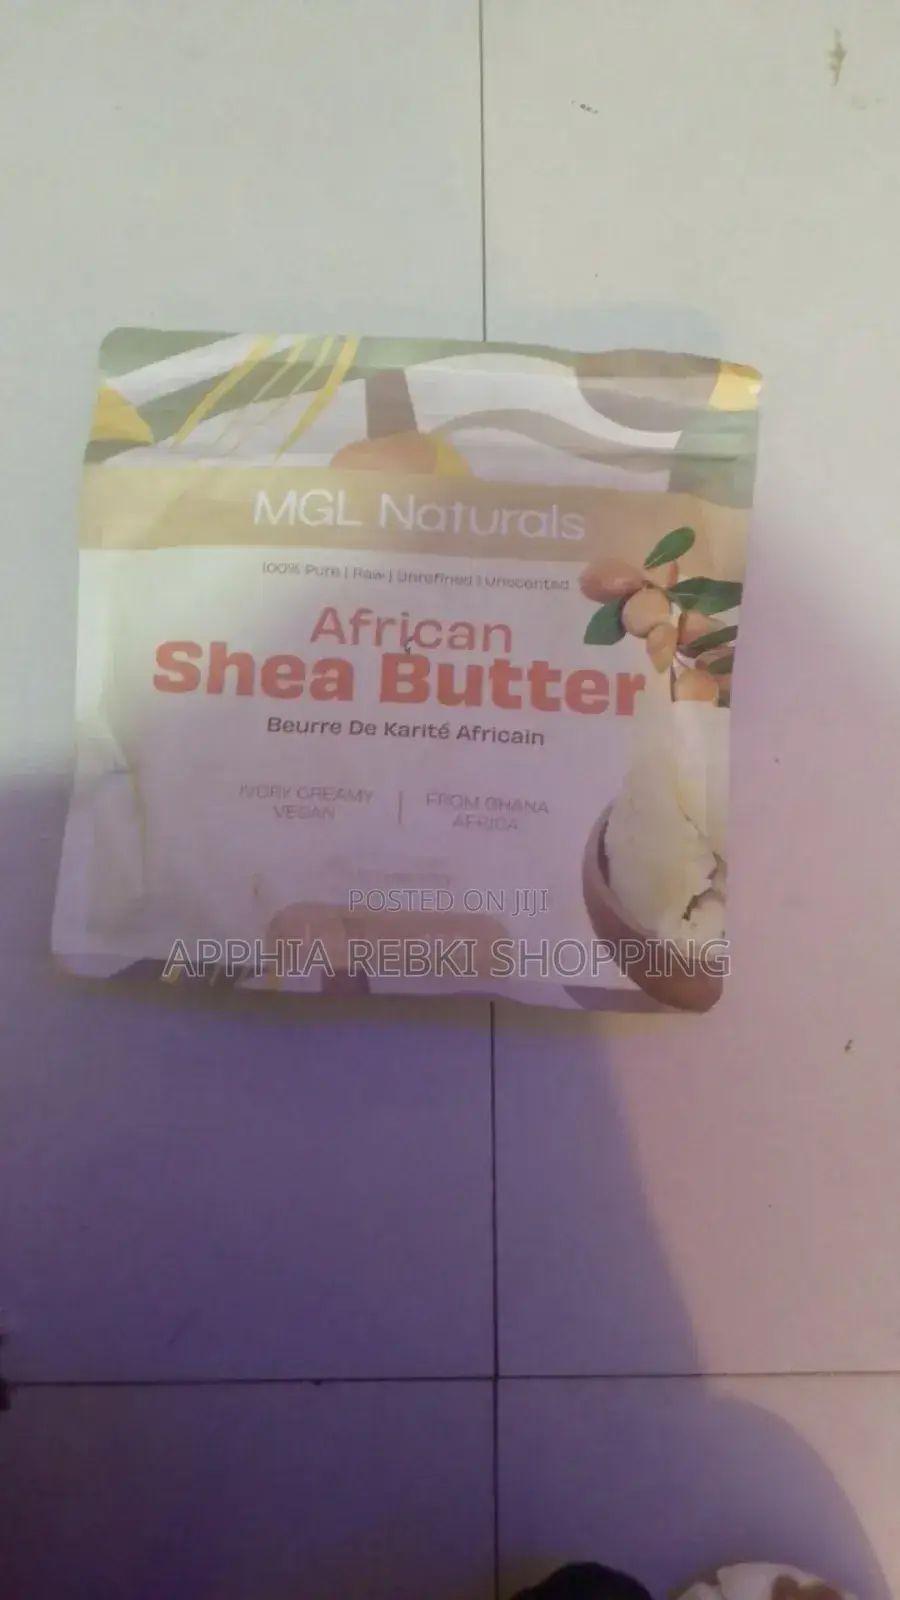 MGL Naturals
100% Pure | Raw | Unrefined | Unscented
African
Shea Butter
Beurre De Karité Africain
IVORY CREAMY
VEGAN
FROM GHANA
AFRICA
POSTED ON JIJI
APPHIA REBKI SHOPPING